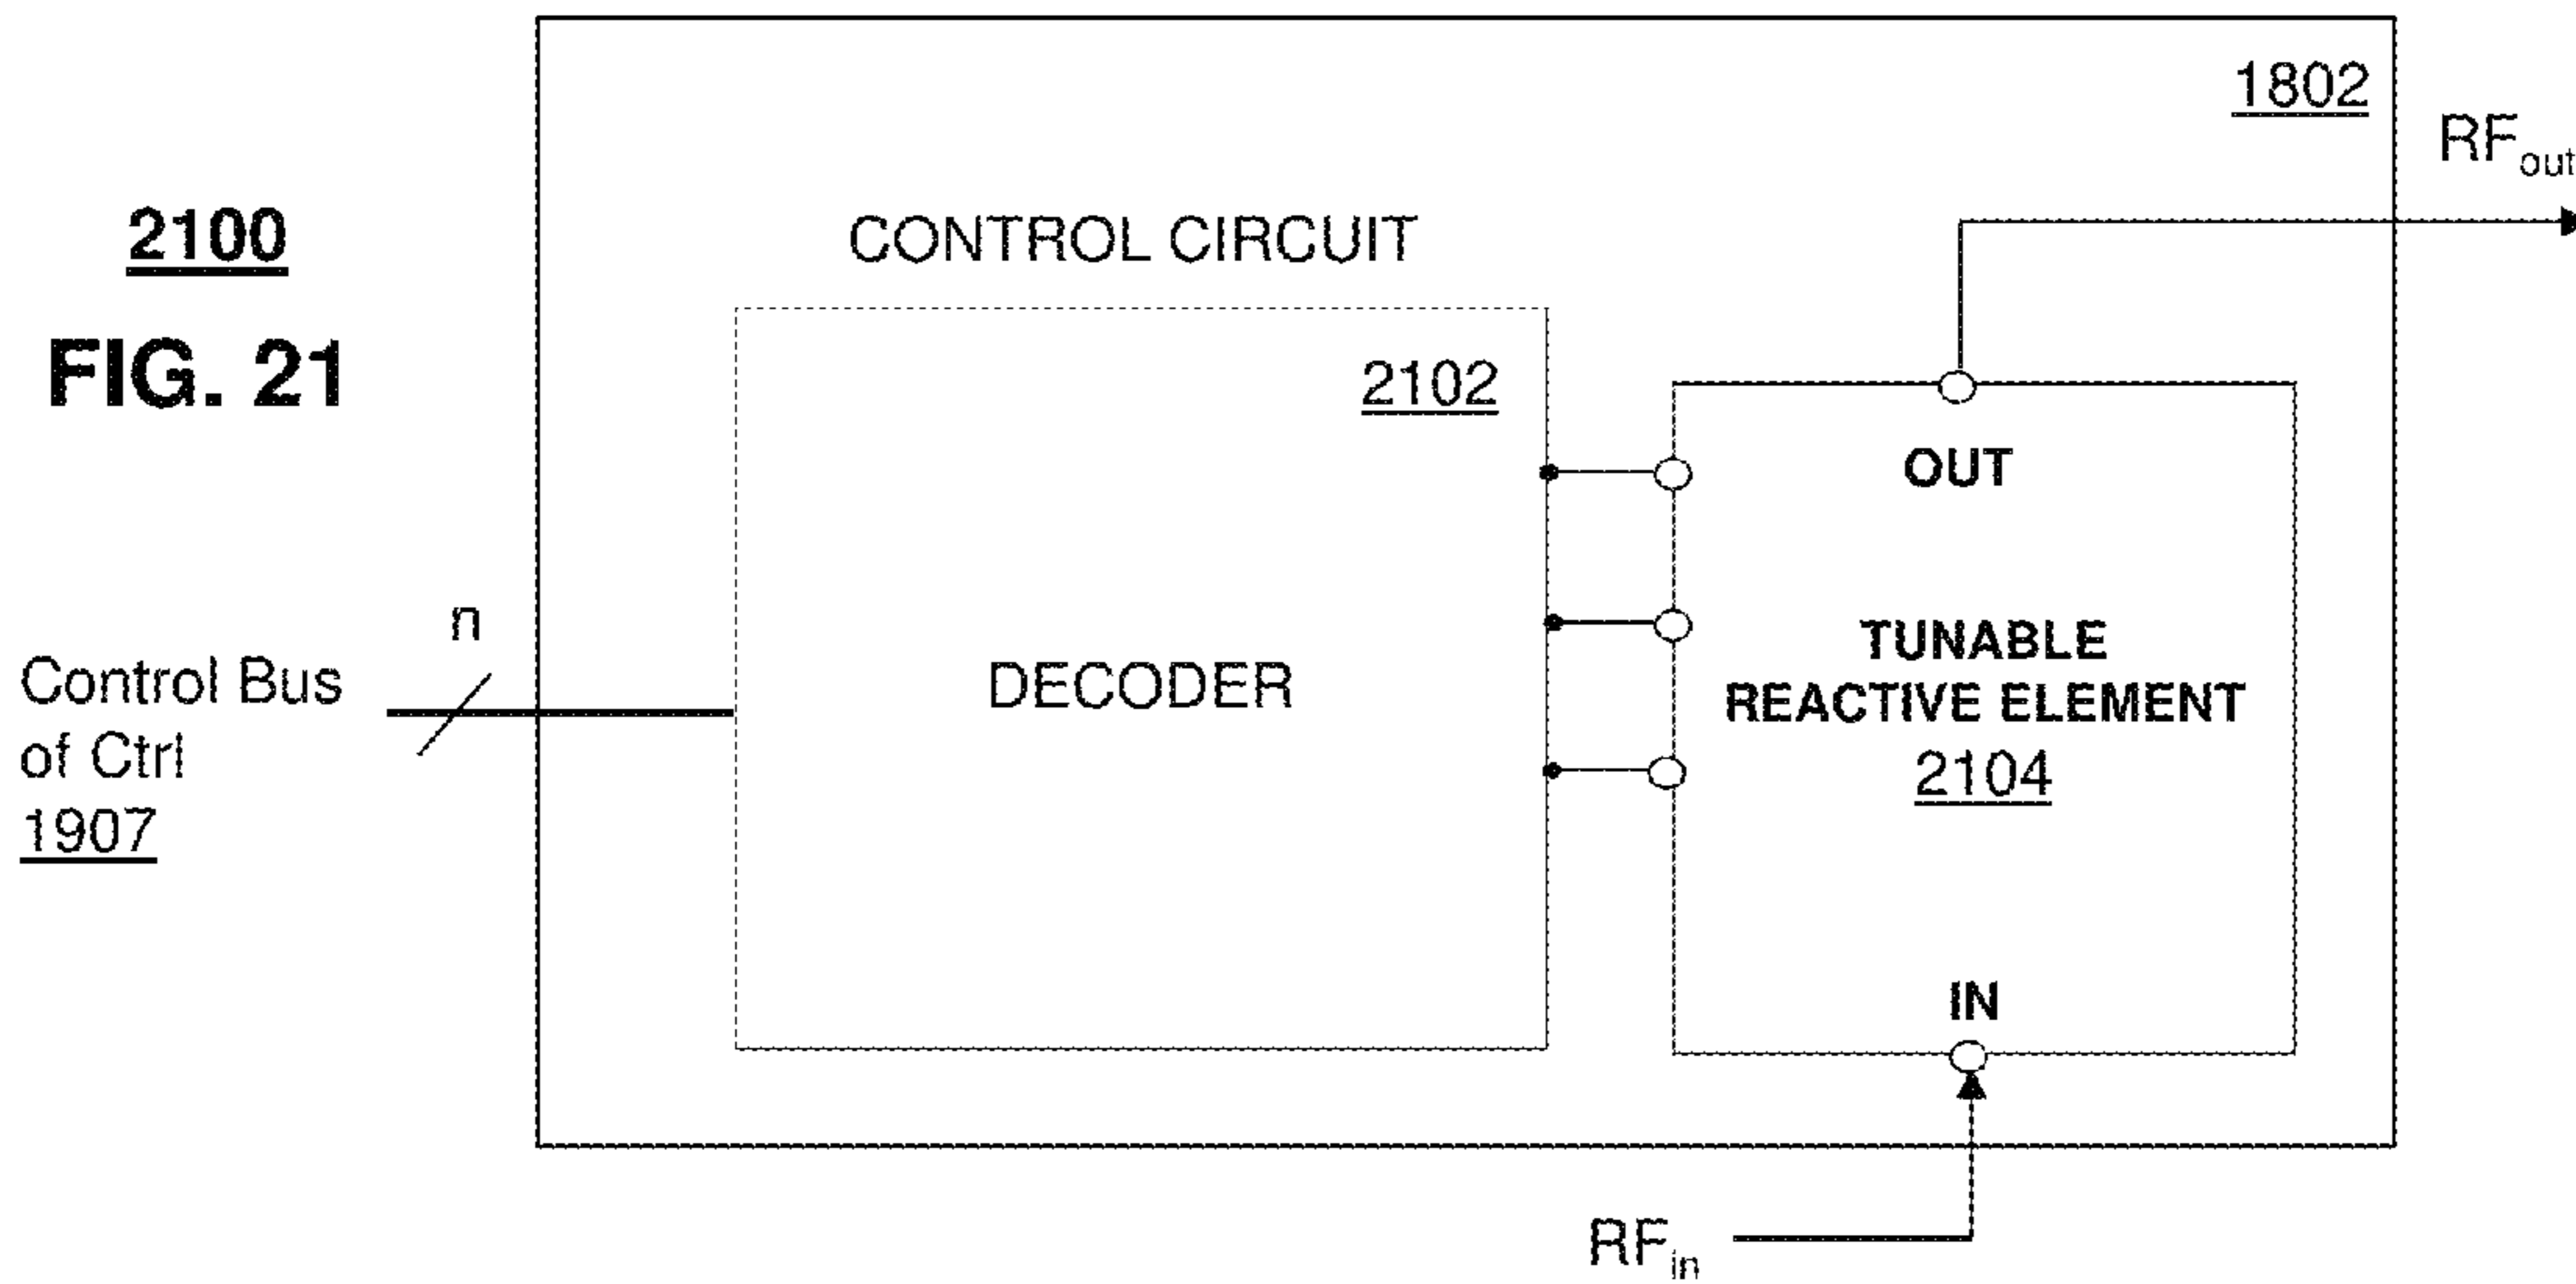 2100
FIG. 21
1802
RFout
CONTROL CIRCUIT
2102
OUT
n
Control Bus
of Ctrl
1907
DECODER
TUNABLE
REACTIVE ELEMENT
2104
IN
RFin